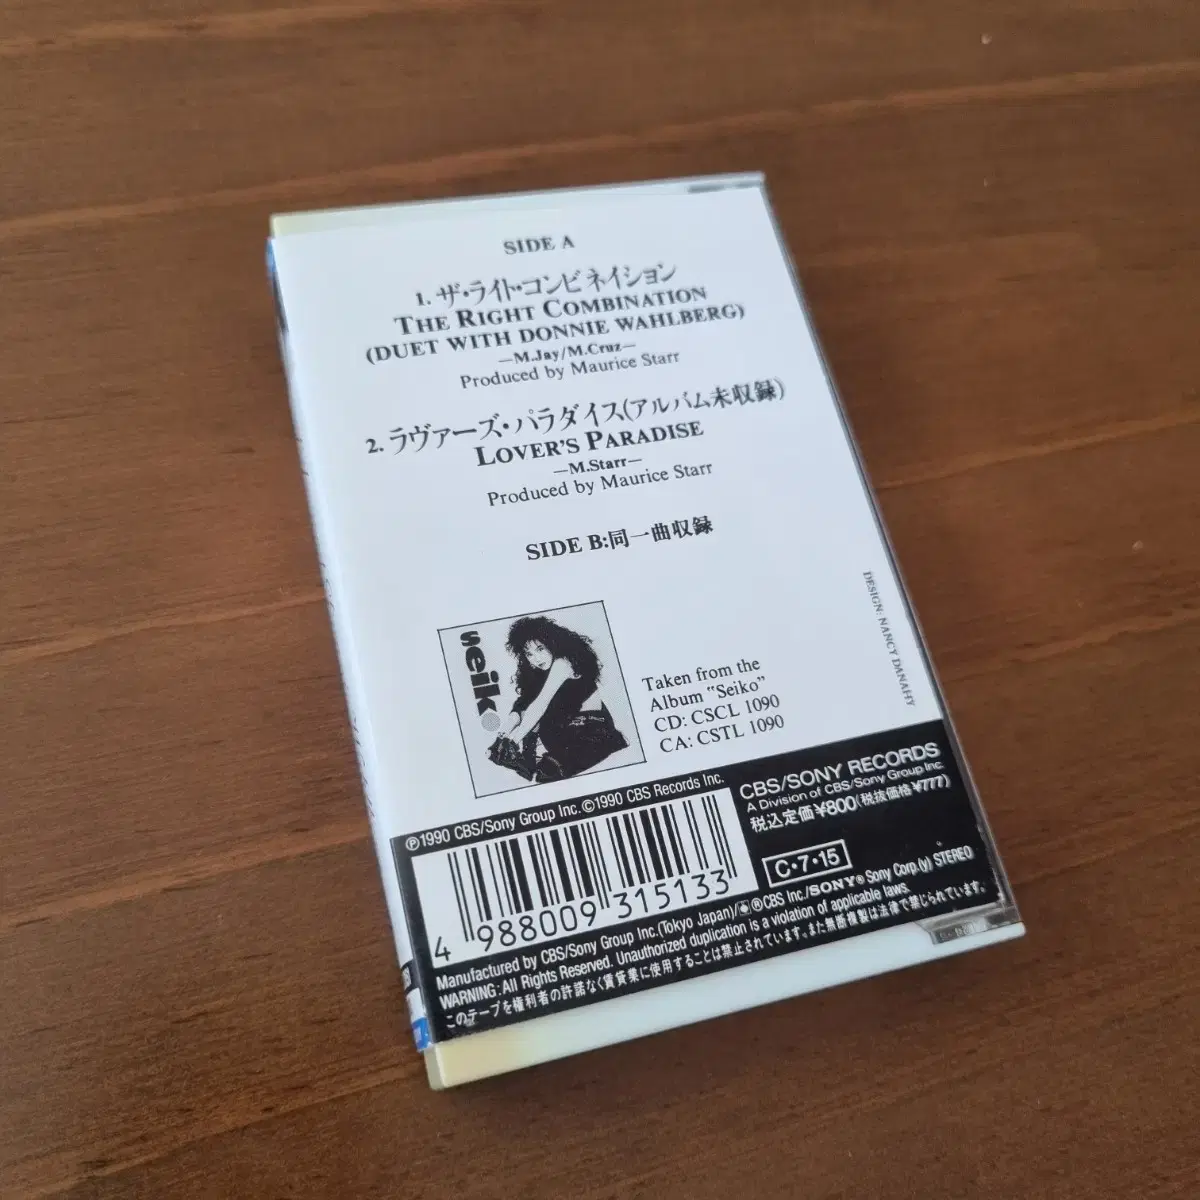 SIDE A
1. ザ・ライト・コンビネイション
THE RIGHT COMBINATION
(DUET WITH DONNIE WAHLBERG)
—M.Jay/M.Cruz—
Produced by Maurice Starr
2. ラヴァーズ・パラダイス(アルバム未収録)
LOVER'S PARADISE
—M.Starr—
Produced by Maurice Starr
SIDE B:同一曲収録
seiko
Taken from the
Album "Seiko"
CD: CSCL 1090
CA: CSTL 1090
DESIGN: NANCY DANAHY
Ⓟ1990 CBS/Sony Group Inc. ©1990 CBS Records Inc.
CBS/SONY RECORDS
A Division of CBS/Sony Group Inc.
税込定価¥800(税抜価格¥777)
C・7・15
4 988009 315133
Manufactured by CBS/Sony Group Inc.(Tokyo Japan)/®CBS Inc./SONY® Sony Corp.(y) STEREO
WARNING: All Rights Reserved. Unauthorized duplication is a violation of applicable laws.
このテープを権利者の許諾なく賃貸業に使用することは禁止されています。また無断複製は法律で禁じられています。